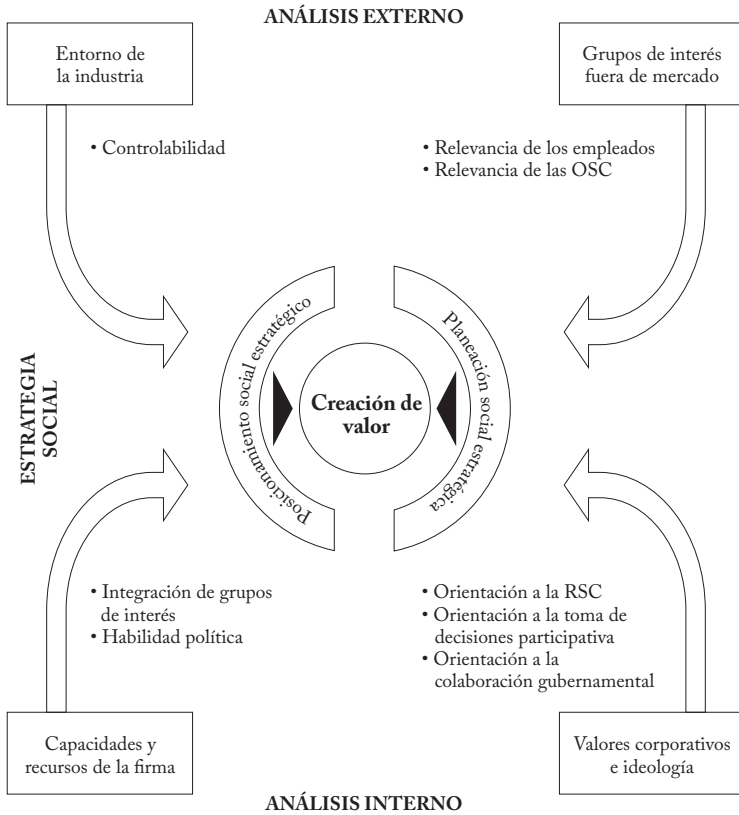 ANÁLISIS EXTERNO
Entorno de
la industria
Grupos de interés
fuera de mercado
• Controlabilidad
• Relevancia de los empleados
• Relevancia de las OSC
ESTRATEGIA
SOCIAL
Posicionamiento social estratégico
Creación de
valor
Planeación social estratégica
• Integración de grupos
de interés
• Habilidad política
• Orientación a la RSC
• Orientación a la toma de
decisiones participativa
• Orientación a la
colaboración gubernamental
Capacidades y
recursos de la firma
Valores corporativos
e ideología
ANÁLISIS INTERNO